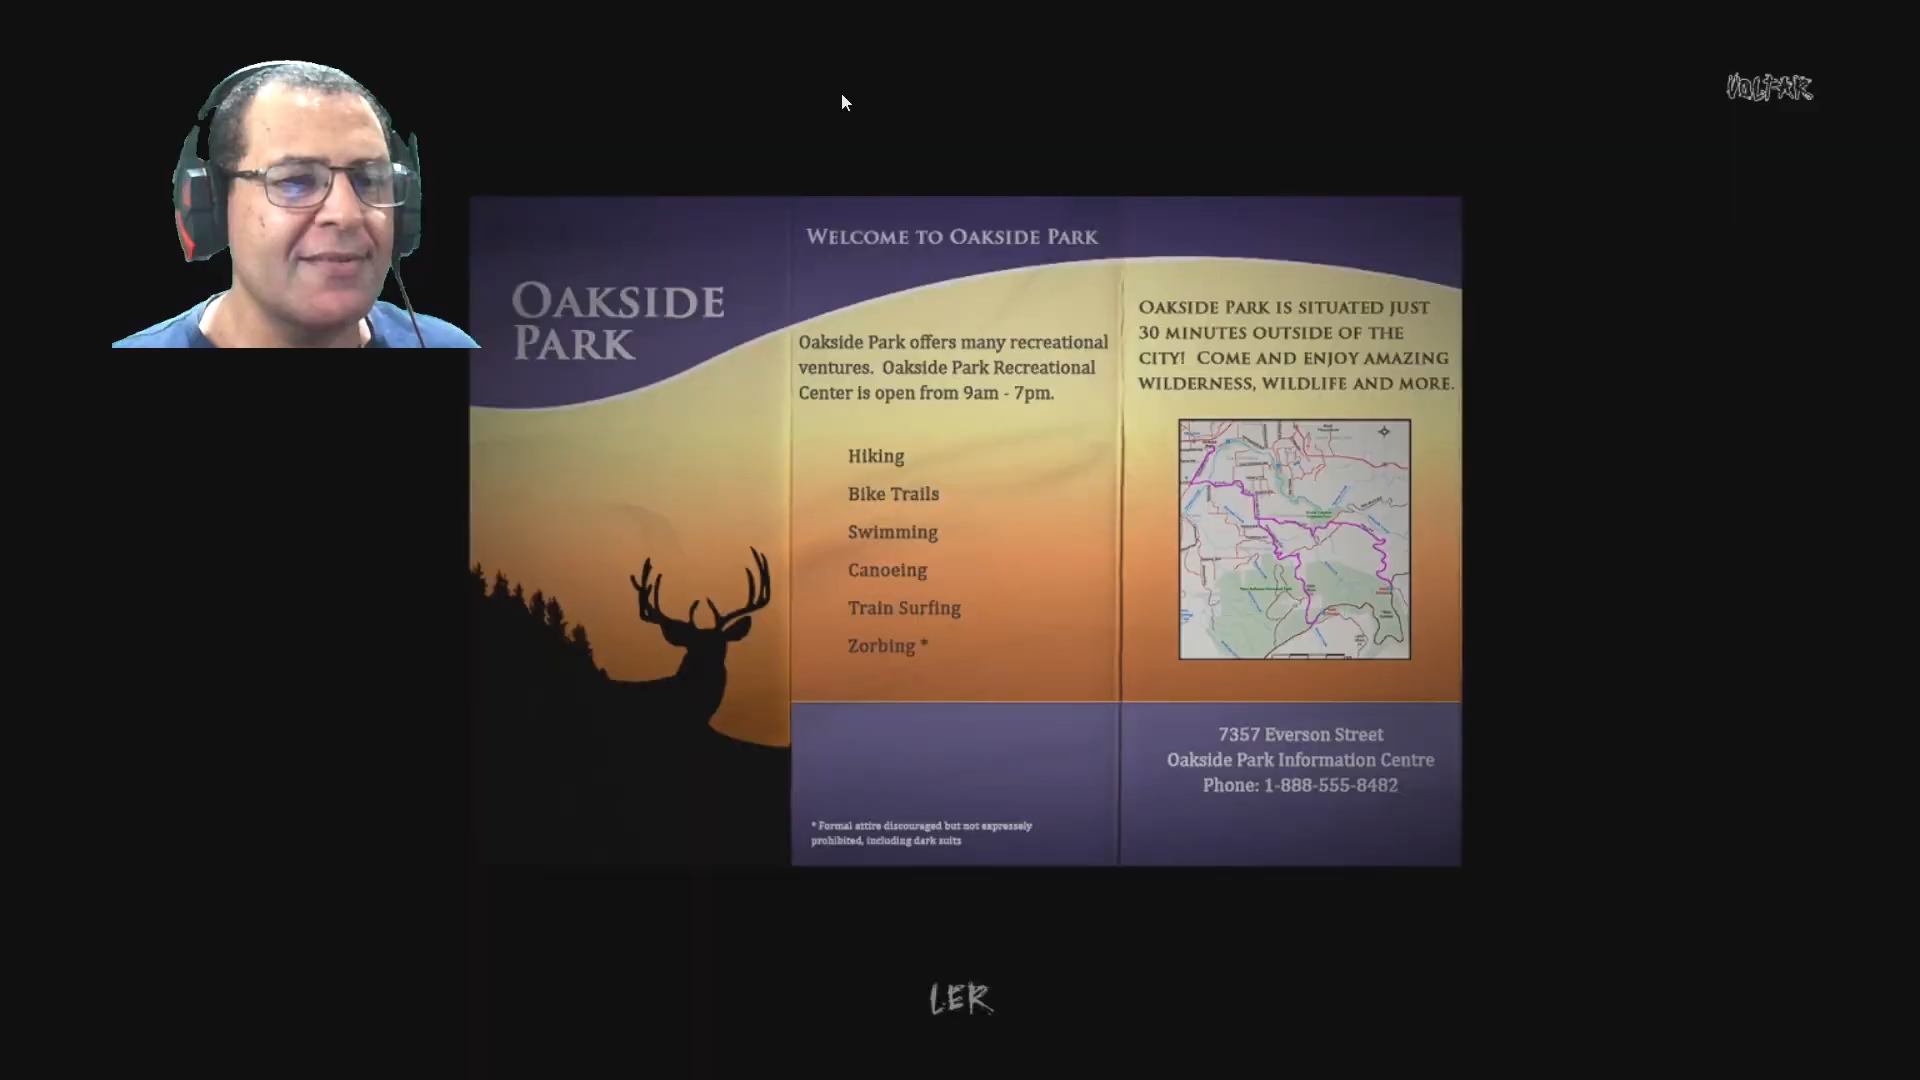 VOLTAR
OAKSIDE
PARK
WELCOME TO OAKSIDE PARK
Oakside Park offers many recreational
ventures. Oakside Park Recreational
Center is open from 9am - 7pm.
Hiking
Bike Trails
Swimming
Canoeing
Train Surfing
Zorbing *
* Formal attire discouraged but not expressely
prohibited, including dark suits
OAKSIDE PARK IS SITUATED JUST
30 MINUTES OUTSIDE OF THE
CITY! COME AND ENJOY AMAZING
WILDERNESS, WILDLIFE AND MORE.
7357 Everson Street
Oakside Park Information Centre
Phone: 1-888-555-8482
LER